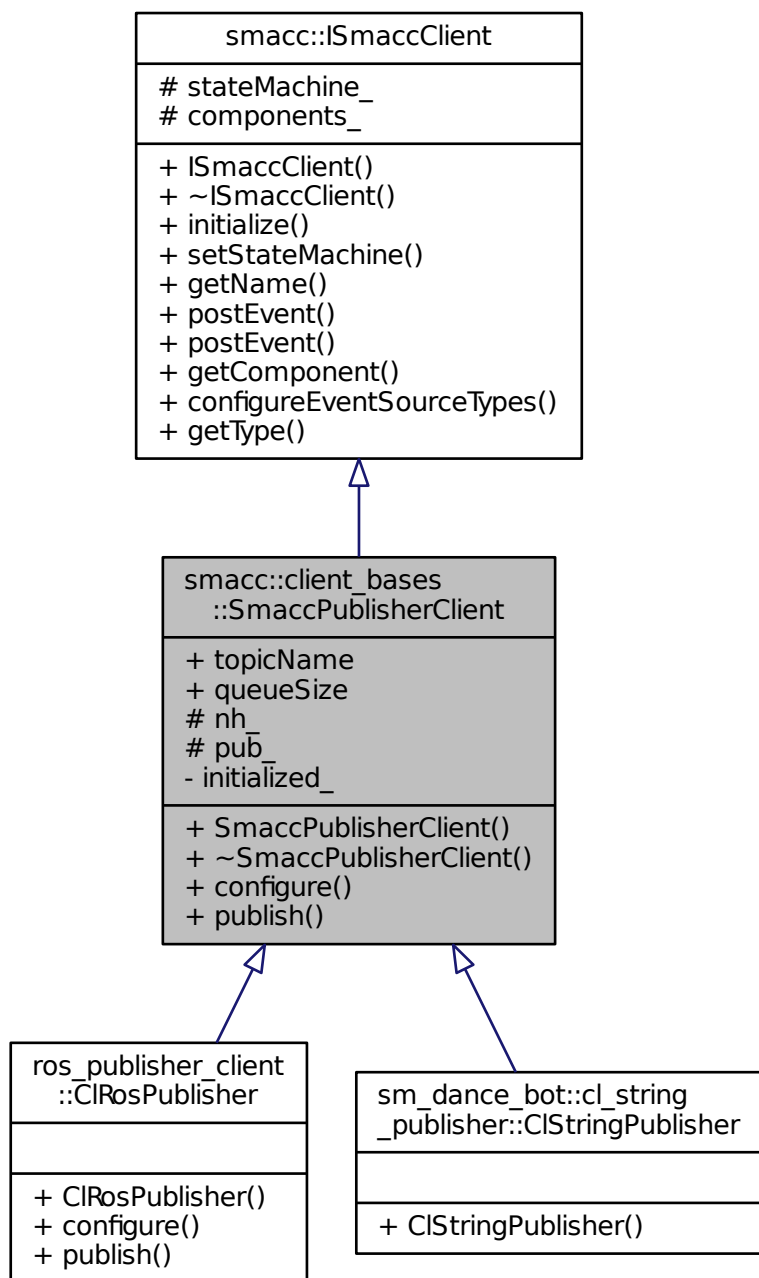 smacc::ISmaccClient
# stateMachine_
# components_
+ ISmaccClient()
+ ~ISmaccClient()
+ initialize()
+ setStateMachine()
+ getName()
+ postEvent()
+ postEvent()
+ getComponent()
+ configureEventSourceTypes()
+ getType()
smacc::client_bases
::SmaccPublisherClient
+ topicName
+ queueSize
# nh_
# pub_
- initialized_
+ SmaccPublisherClient()
+ ~SmaccPublisherClient()
+ configure()
+ publish()
ros_publisher_client
::ClRosPublisher
+ ClRosPublisher()
+ configure()
+ publish()
sm_dance_bot::cl_string
_publisher::ClStringPublisher
+ ClStringPublisher()